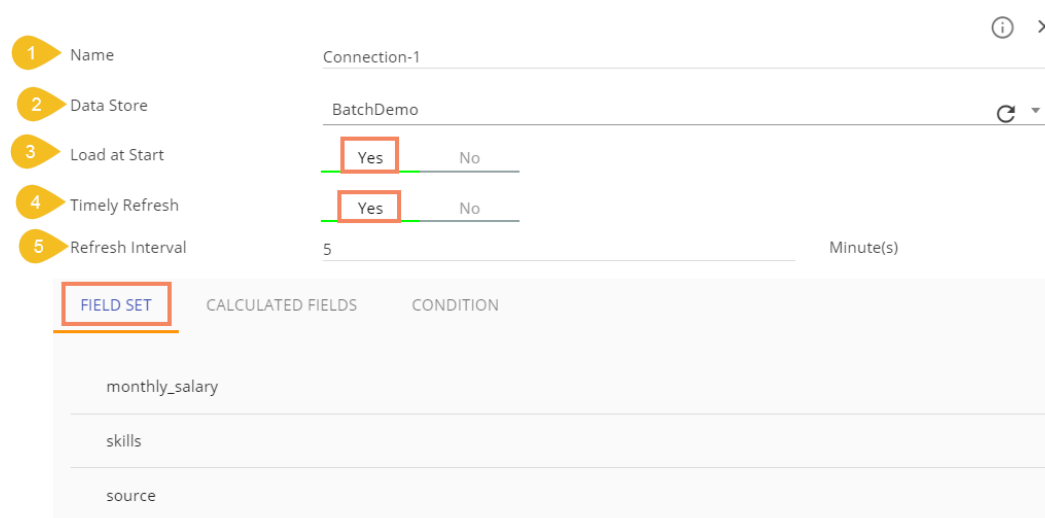 1 Name Connection-1
2 Data Store BatchDemo
3 Load at Start Yes No
4 Timely Refresh Yes No
5 Refresh Interval 5 Minute(s)
FIELD SET CALCULATED FIELDS CONDITION
monthly_salary
skills
source